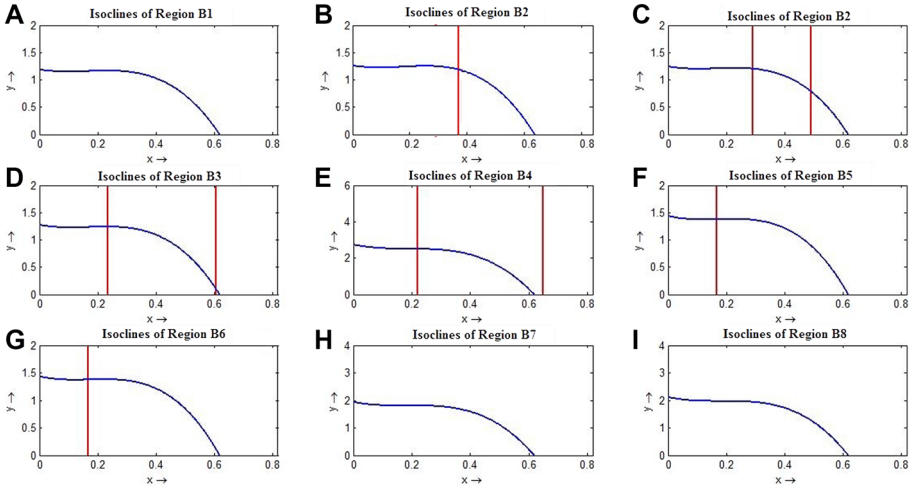 A
Isoclines of Region B1
2
1.5
1
0.5
0
y →
0 0.2 0.4 0.6 0.8
x →
B
Isoclines of Region B2
2
1.5
1
0.5
0
y →
0 0.2 0.4 0.6 0.8
x →
C
Isoclines of Region B2
2
1.5
1
0.5
0
y →
0 0.2 0.4 0.6 0.8
x →
D
Isoclines of Region B3
2
1.5
1
0.5
0
y →
0 0.2 0.4 0.6 0.8
x →
E
Isoclines of Region B4
6
4
2
0
y →
0 0.2 0.4 0.6 0.8
x →
F
Isoclines of Region B5
2
1.5
1
0.5
0
y →
0 0.2 0.4 0.6 0.8
x →
G
Isoclines of Region B6
2
1.5
1
0.5
0
y →
0 0.2 0.4 0.6 0.8
x →
H
Isoclines of Region B7
4
3
2
1
0
y →
0 0.2 0.4 0.6 0.8
x →
I
Isoclines of Region B8
4
3
2
1
0
y →
0 0.2 0.4 0.6 0.8
x →